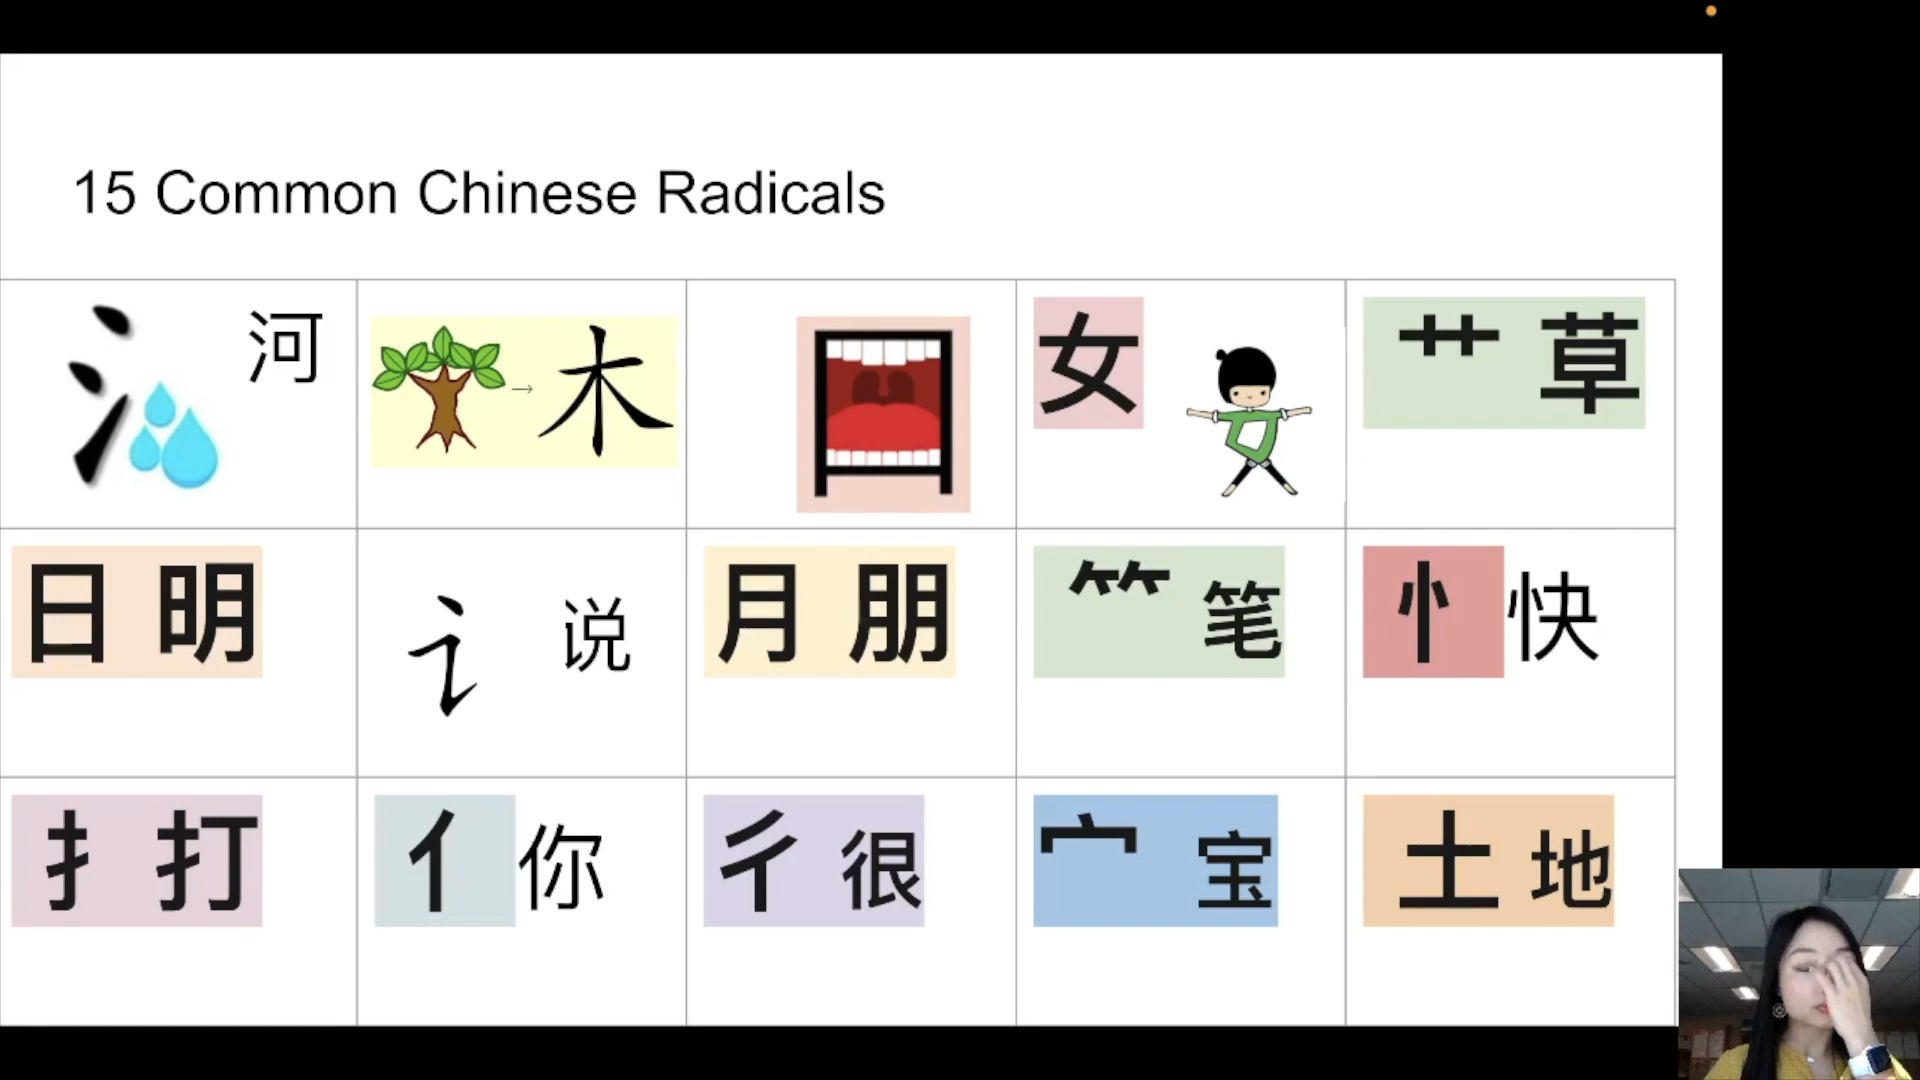 15 Common Chinese Radicals
氵 河
→ 木
口
女
艹 草
日 明
讠 说
月 朋
⺮ 笔
忄 快
扌 打
亻 你
彳 很
宀 宝
土 地